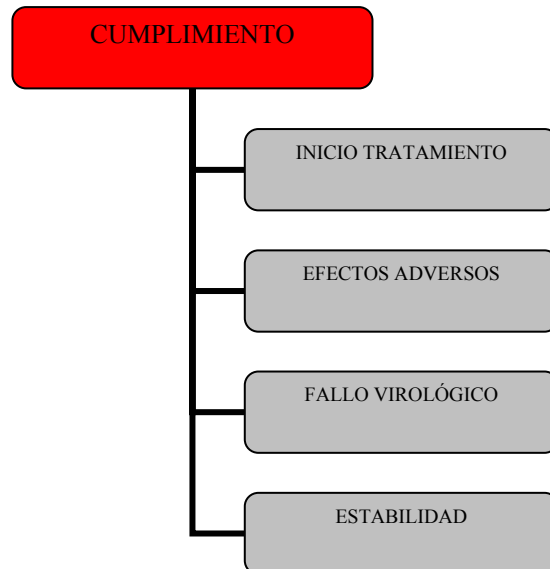 CUMPLIMIENTO
INICIO TRATAMIENTO
EFECTOS ADVERSOS
FALLO VIROLÓGICO
ESTABILIDAD